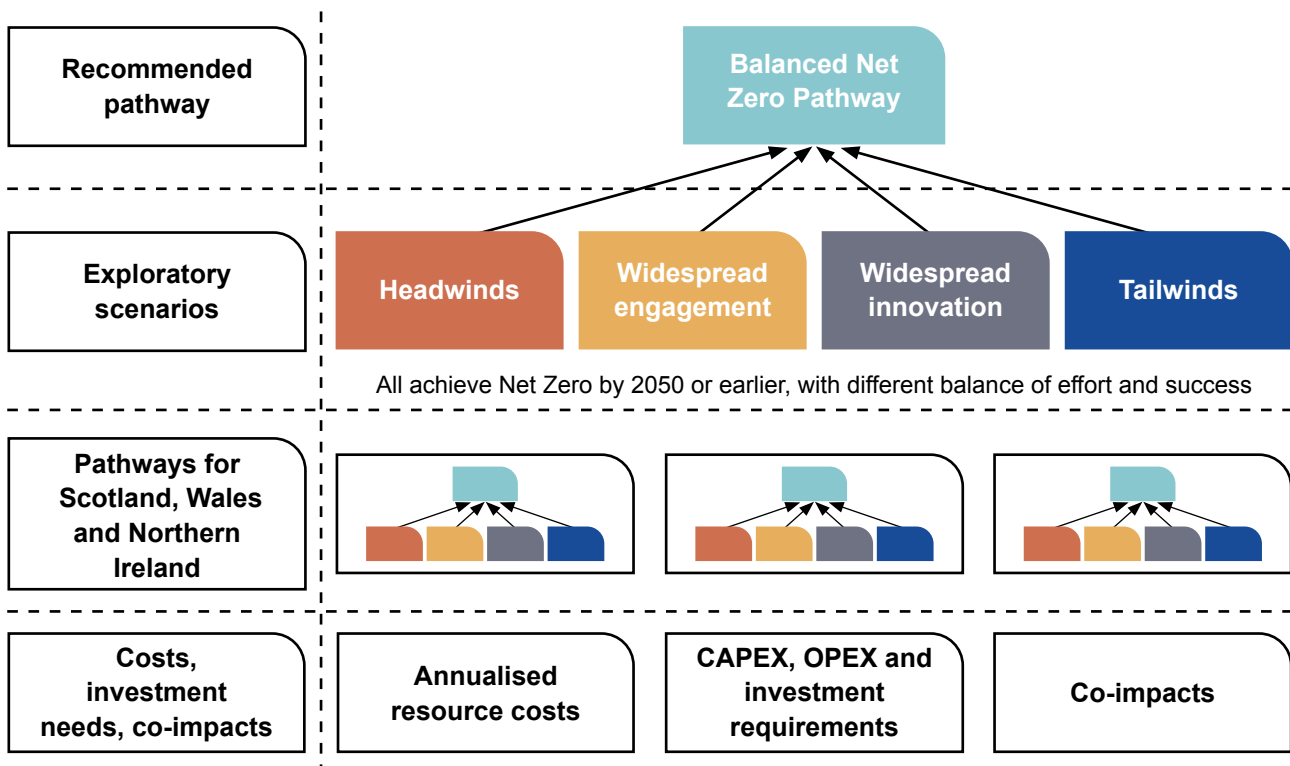 Recommended
pathway
Balanced Net
Zero Pathway
Exploratory
scenarios
Headwinds
Widespread
engagement
Widespread
innovation
Tailwinds
All achieve Net Zero by 2050 or earlier, with different balance of effort and success
Pathways for
Scotland, Wales
and Northern
Ireland
Costs,
investment
needs, co-impacts
Annualised
resource costs
CAPEX, OPEX and
investment
requirements
Co-impacts